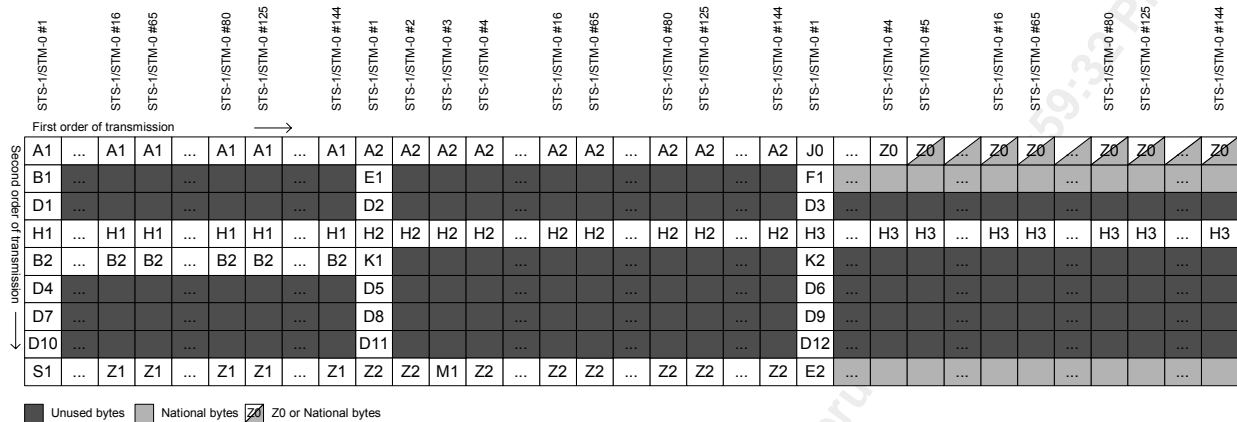 STS-1/STM-0 #1 STS-1/STM-0 #16 STS-1/STM-0 #65 STS-1/STM-0 #80 STS-1/STM-0 #125 STS-1/STM-0 #144 STS-1/STM-0 #1 STS-1/STM-0 #2 STS-1/STM-0 #3 STS-1/STM-0 #4 STS-1/STM-0 #16 STS-1/STM-0 #65 STS-1/STM-0 #80 STS-1/STM-0 #125 STS-1/STM-0 #144 STS-1/STM-0 #1 STS-1/STM-0 #4 STS-1/STM-0 #5 STS-1/STM-0 #16 STS-1/STM-0 #65 STS-1/STM-0 #80 STS-1/STM-0 #125 STS-1/STM-0 #144
First order of transmission
Second order of transmission
A1 ... A1 A1 ... A1 A1 ... A1 A2 A2 A2 A2 ... A2 A2 ... A2 A2 ... A2 J0 ... Z0 Z0 ... Z0 Z0 ... Z0 Z0 ... Z0
B1 ... ... ... E1 ... ... ... F1 ... ... ... ...
D1 ... ... ... D2 ... ... ... D3 ... ... ... ...
H1 ... H1 H1 ... H1 H1 ... H1 H2 H2 H2 H2 ... H2 H2 ... H2 H2 ... H2 H3 ... H3 H3 ... H3 H3 ... H3 H3 ... H3
B2 ... B2 B2 ... B2 B2 ... B2 K1 ... ... ... K2 ... ... ... ...
D4 ... ... ... D5 ... ... ... D6 ... ... ... ...
D7 ... ... ... D8 ... ... ... D9 ... ... ... ...
D10 ... ... ... D11 ... ... ... D12 ... ... ... ...
S1 ... Z1 Z1 ... Z1 Z1 ... Z1 Z2 Z2 M1 Z2 ... Z2 Z2 ... Z2 Z2 ... Z2 E2 ... ... ... ...
Unused bytes National bytes Z0 Z0 or National bytes